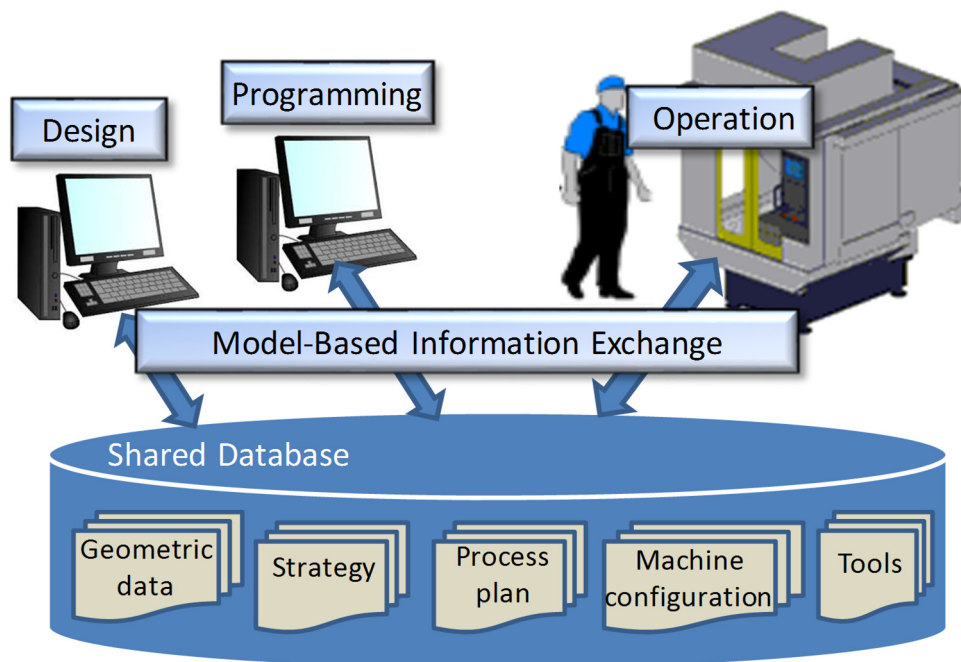 Programming
Design
Operation
Model-Based Information Exchange
Shared Database
Geometric
data
Strategy
Process
plan
Machine
configuration
Tools